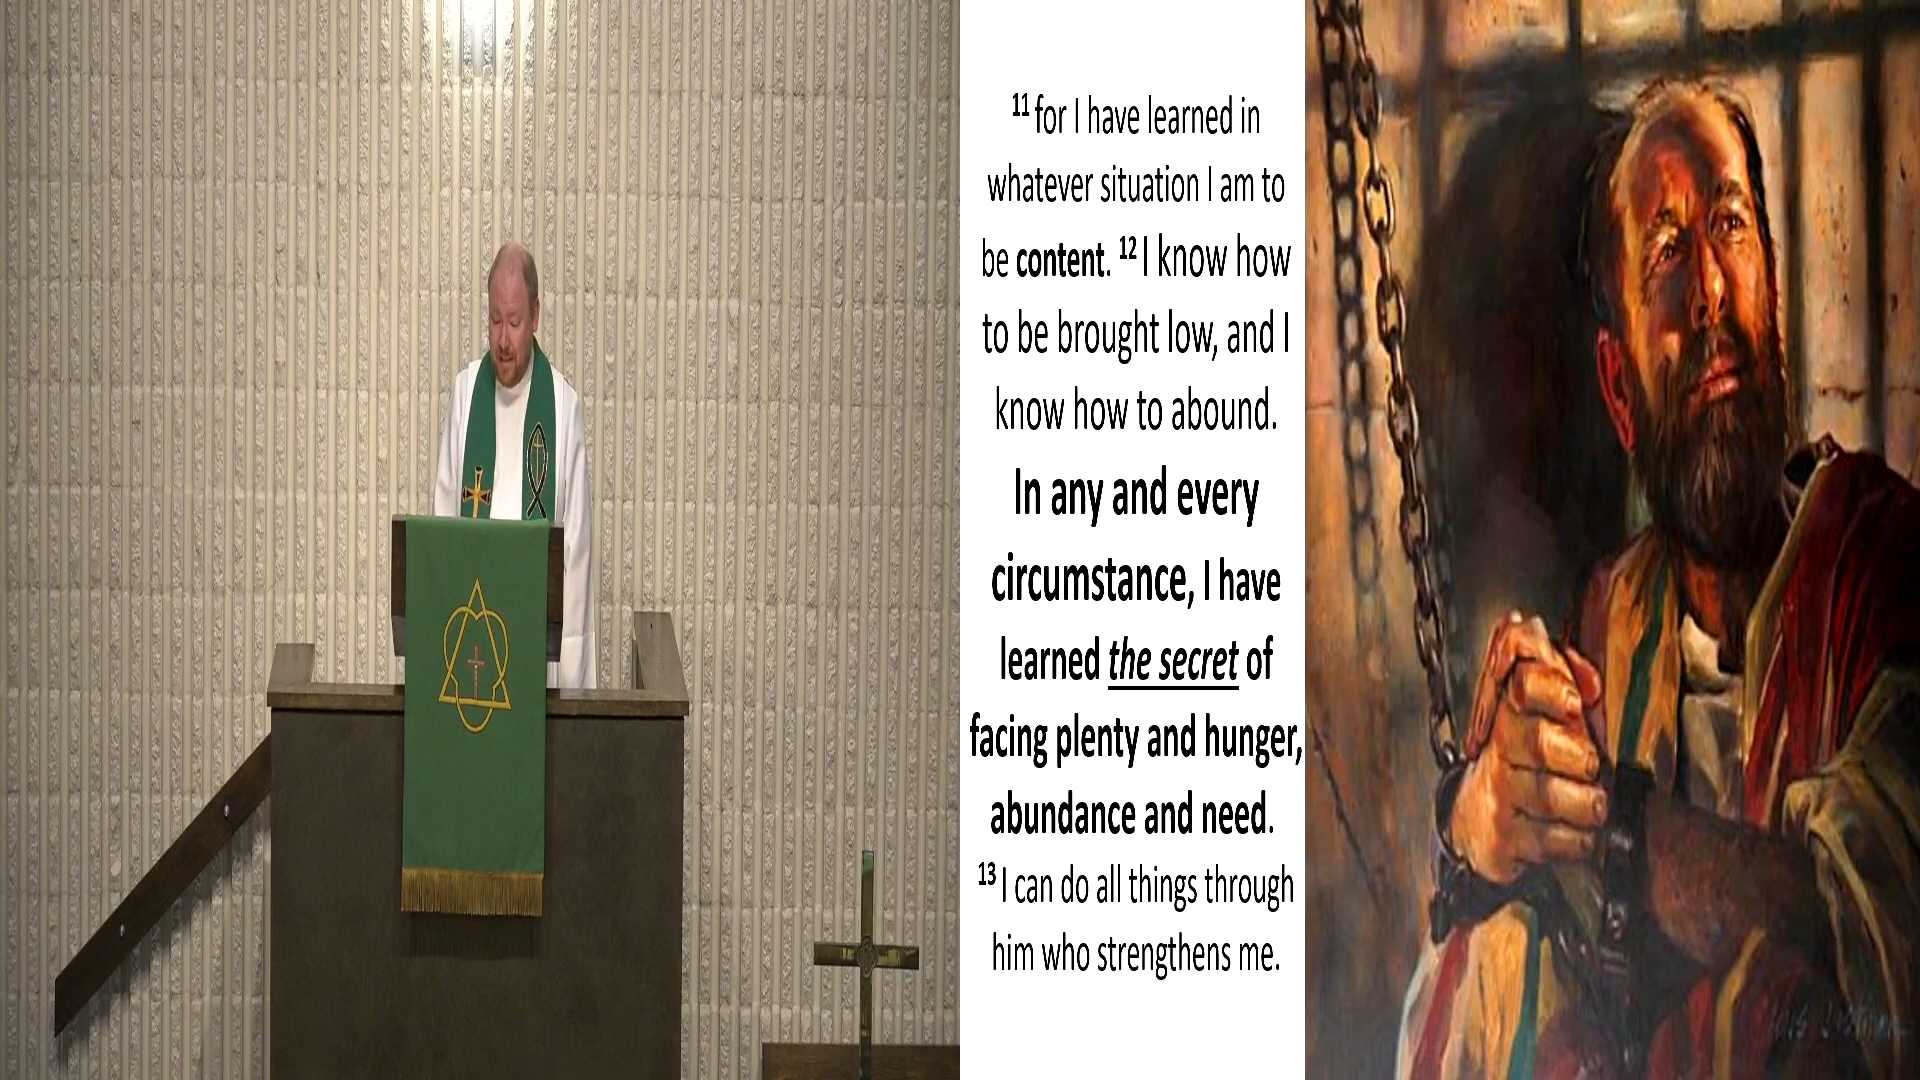 11 for I have learned in
whatever situation I am to
be content. 12 I know how
to be brought low, and I
know how to abound.
In any and every
circumstance, I have
learned the secret of
facing plenty and hunger,
abundance and need.
13 I can do all things through
him who strengthens me.